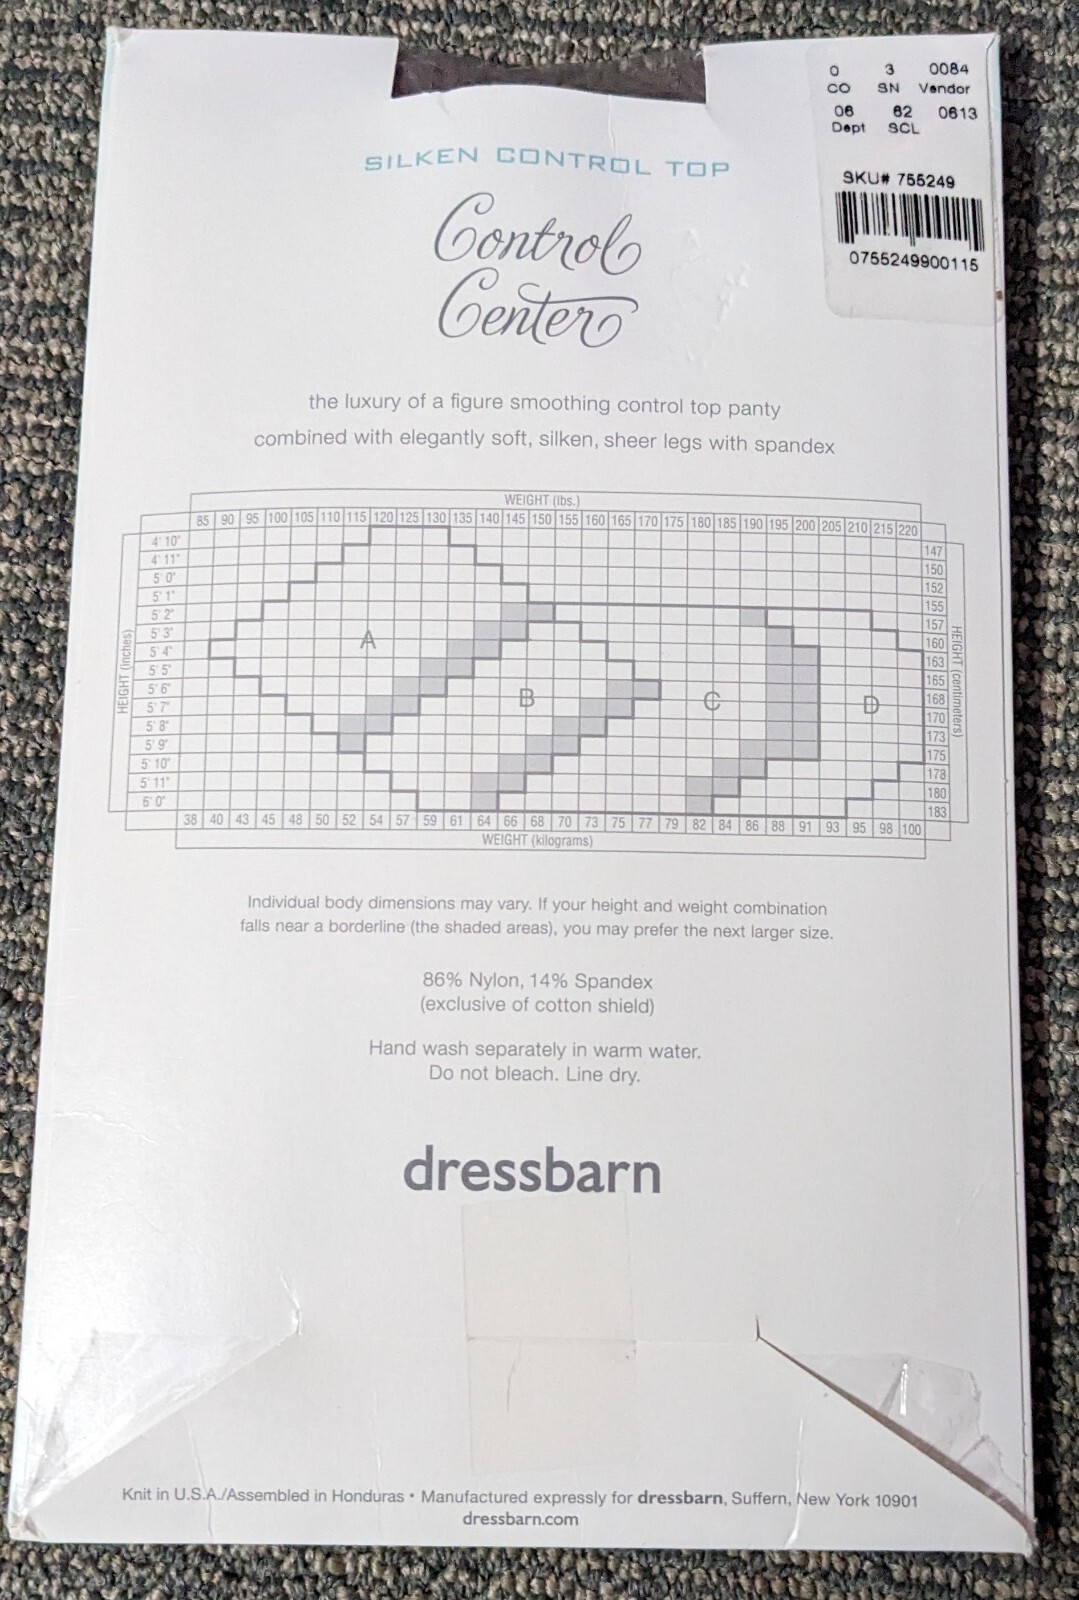 0 3 0084
CO SN Vendor
06 62 0613
Dept SCL
SKU# 755249
0755249900115
SILKEN CONTROL TOP
Control
Center
the luxury of a figure smoothing control top panty
combined with elegantly soft, silken, sheer legs with spandex
WEIGHT (lbs.)
85 90 95 100 105 110 115 120 125 130 135 140 145 150 155 160 165 170 175 180 185 190 195 200 205 210 215 220
4' 10" 147
4' 11" 150
5' 0" 152
5' 1" 155
5' 2" 157
5' 3" 160
5' 4" 163
5' 5" 165
5' 6" 168
5' 7" 170
5' 8" 173
5' 9" 175
5' 10" 178
5' 11" 180
6' 0" 183
HEIGHT (inches)
A
B
C
D
HEIGHT (centimeters)
38 40 43 45 48 50 52 54 57 59 61 64 66 68 70 73 75 77 79 82 84 86 88 91 93 95 98 100
WEIGHT (kilograms)
Individual body dimensions may vary. If your height and weight combination
falls near a borderline (the shaded areas), you may prefer the next larger size.
86% Nylon, 14% Spandex
(exclusive of cotton shield)
Hand wash separately in warm water.
Do not bleach. Line dry.
dressbarn
Knit in U.S.A./Assembled in Honduras • Manufactured expressly for dressbarn, Suffern, New York 10901
dressbarn.com